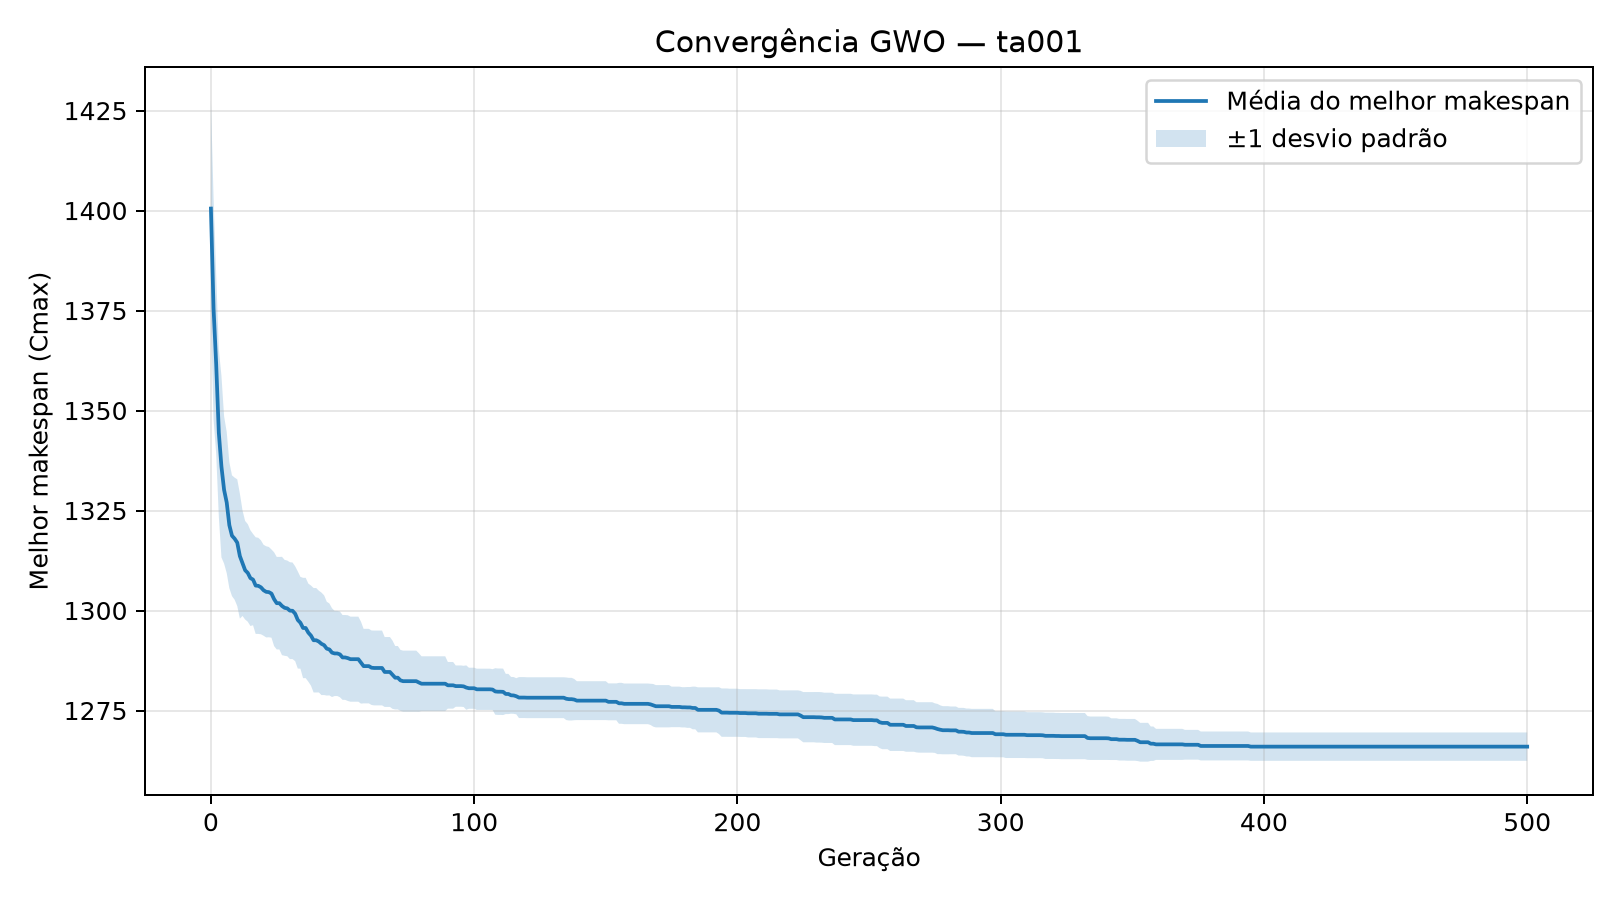 Convergência GWO — ta001
Média do melhor makespan
±1 desvio padrão
Melhor makespan (Cmax)
1425
1400
1375
1350
1325
1300
1275
0 100 200 300 400 500
Geração